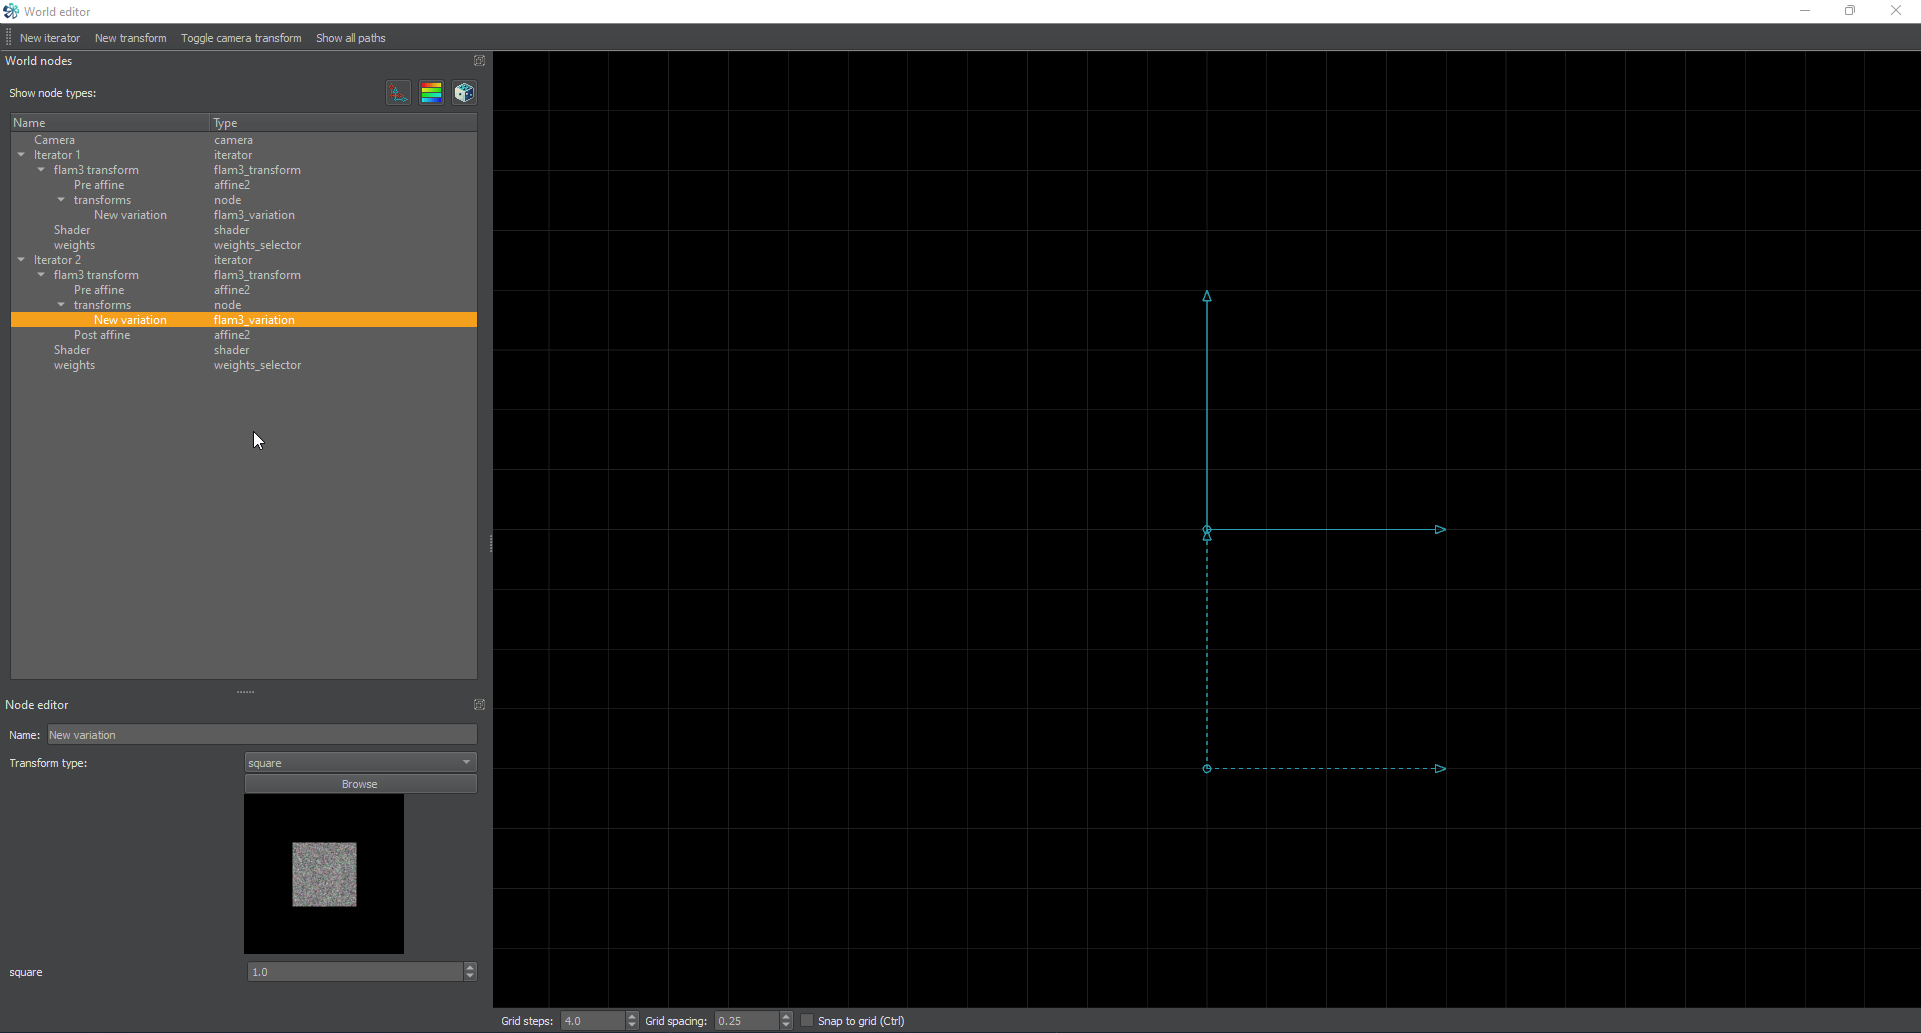 World editor
New iterator New transform Toggle camera transform Show all paths
World nodes
Show node types:
Name Type
Camera camera
Iterator 1 iterator
flam3 transform flam3_transform
Pre affine affine2
transforms node
New variation flam3_variation
Shader shader
weights weights_selector
Iterator 2 iterator
flam3 transform flam3_transform
Pre affine affine2
transforms node
New variation flam3_variation
Post affine affine2
Shader shader
weights weights_selector
Node editor
Name: New variation
Transform type: square
Browse
square 1.0
Grid steps: 4.0 Grid spacing: 0.25 Snap to grid (Ctrl)